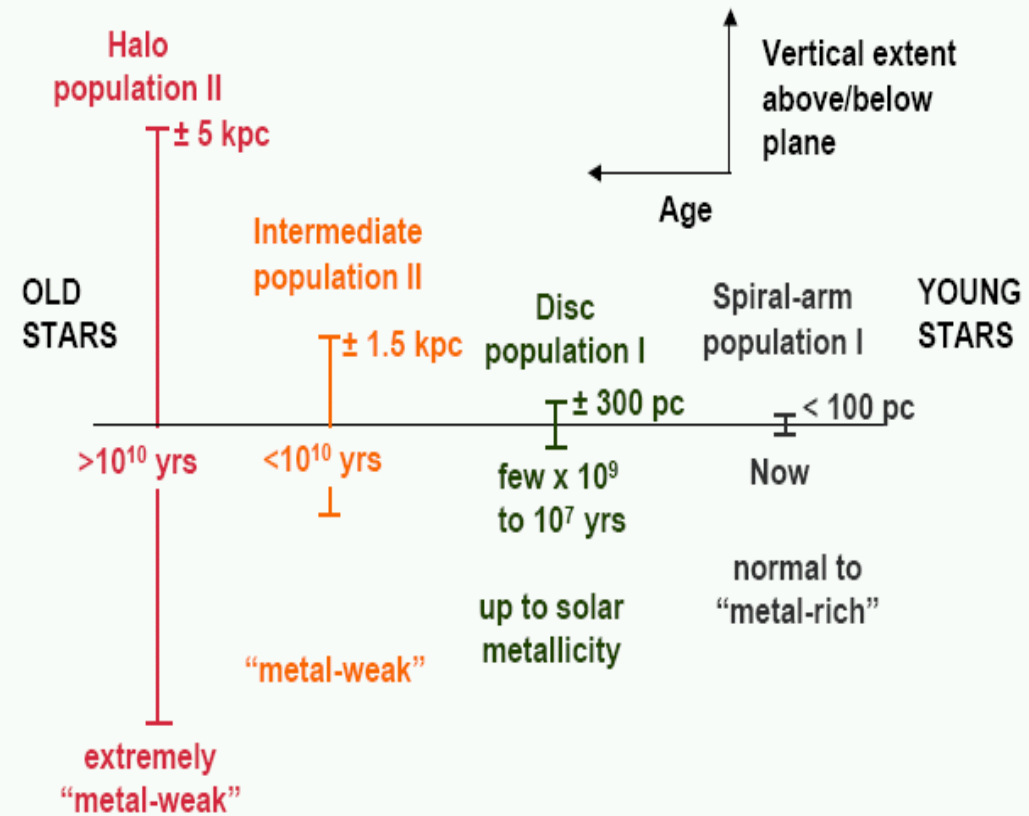 Halo
population II
± 5 kpc
Vertical extent
above/below
plane
Age
Intermediate
population II
± 1.5 kpc
OLD
STARS
Disc
population I
± 300 pc
Spiral-arm
population I
< 100 pc
YOUNG
STARS
>10¹⁰ yrs
<10¹⁰ yrs
few x 10⁹
to 10⁷ yrs
Now
normal to
“metal-rich”
up to solar
metallicity
“metal-weak”
extremely
“metal-weak”